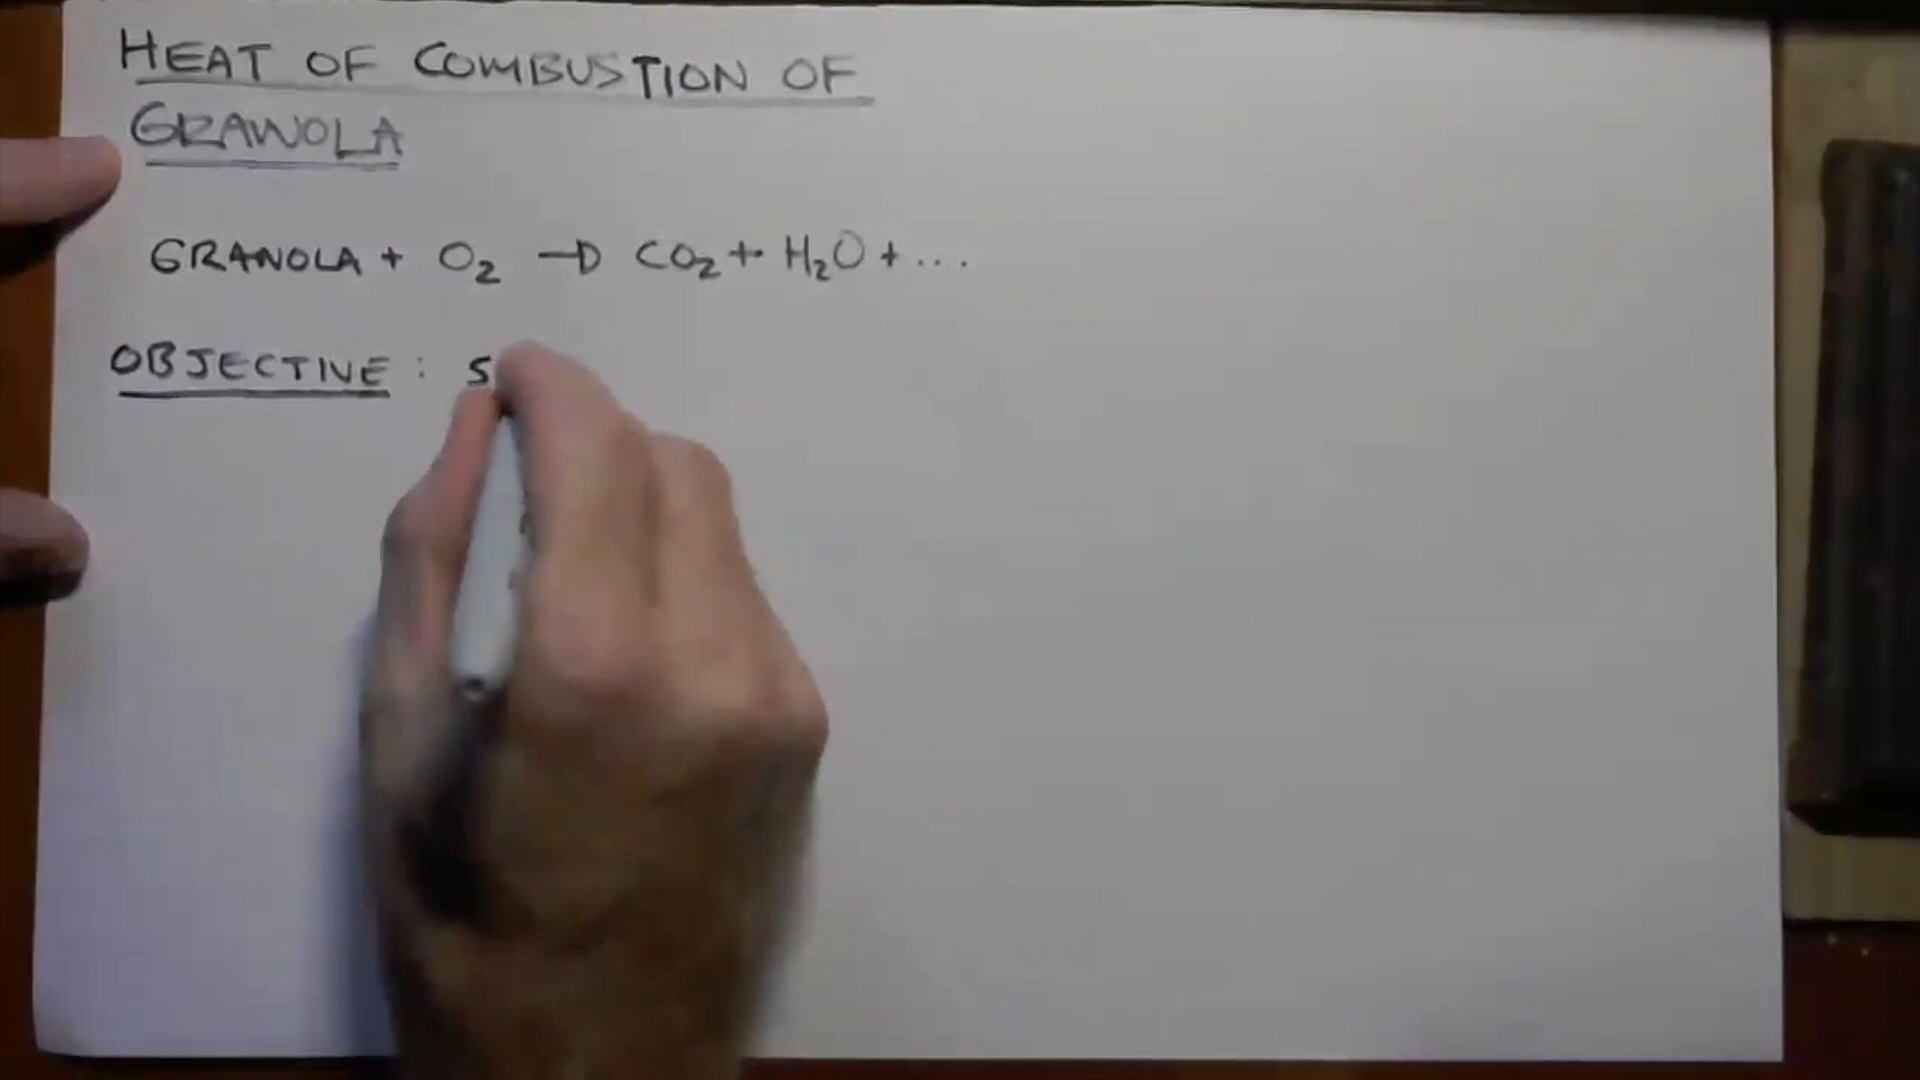 HEAT OF COMBUSTION OF
GRANOLA
GRANOLA + O₂ → CO₂ + H₂O + ...
OBJECTIVE : S